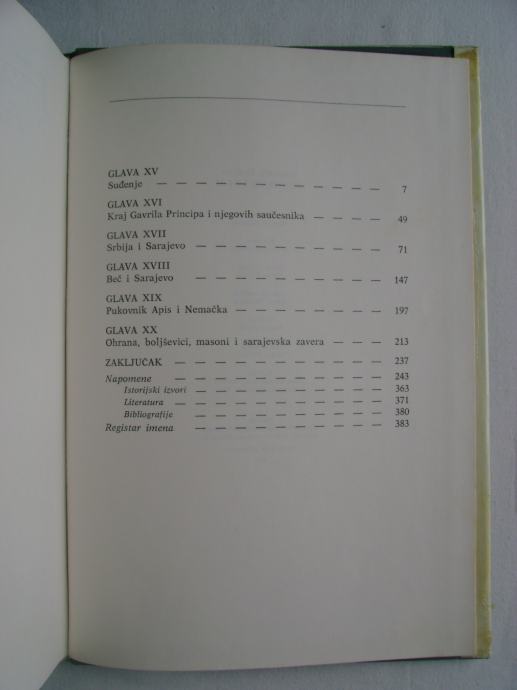 GLAVA XV
Suđenje — — — — — — — — — — — 7
GLAVA XVI
Kraj Gavrila Principa i njegovih saučesnika — — — — 49
GLAVA XVII
Srbija i Sarajevo — — — — — — — — — 71
GLAVA XVIII
Beč i Sarajevo — — — — — — — — — 147
GLAVA XIX
Pukovnik Apis i Nemačka — — — — — — — 197
GLAVA XX
Ohrana, boljševici, masoni i sarajevska zavera — — — 213
ZAKLJUČAK — — — — — — — — — — 237
Napomene — — — — — — — — — — 243
Istorijski izvori — — — — — — — — 363
Literatura — — — — — — — — — 371
Bibliografije — — — — — — — — — 380
Registar imena — — — — — — — — — 383